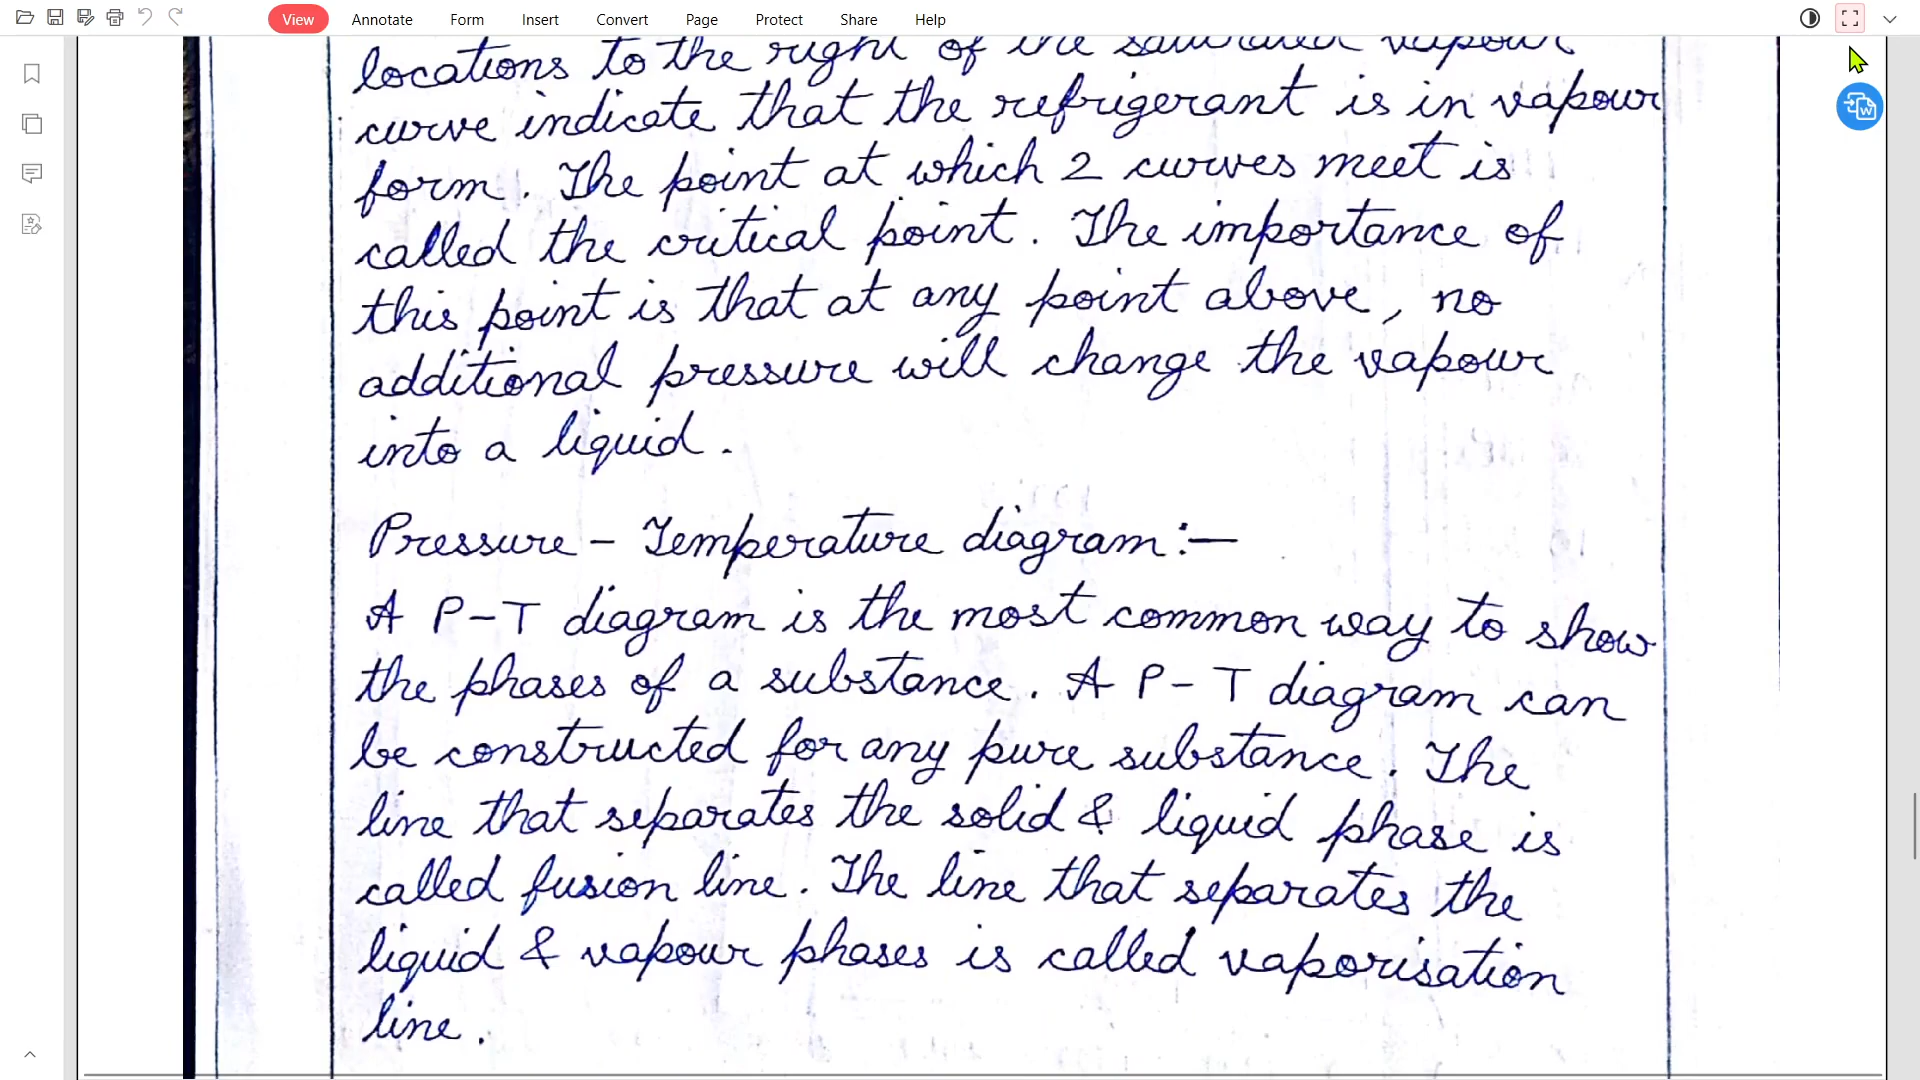 View Annotate Form Insert Convert Page Protect Share Help
locations to the right of the saturated vapour
curve indicate that the refrigerant is in vapour
form. The point at which 2 curves meet is
called the critical point. The importance of
this point is that at any point above, no
additional pressure will change the vapour
into a liquid.
Pressure - Temperature diagram :-
A P-T diagram is the most common way to show
the phases of a substance. A P-T diagram can
be constructed for any pure substance. The
line that separates the solid & liquid phase is
called fusion line. The line that separates the
liquid & vapour phases is called vaporisation
line.